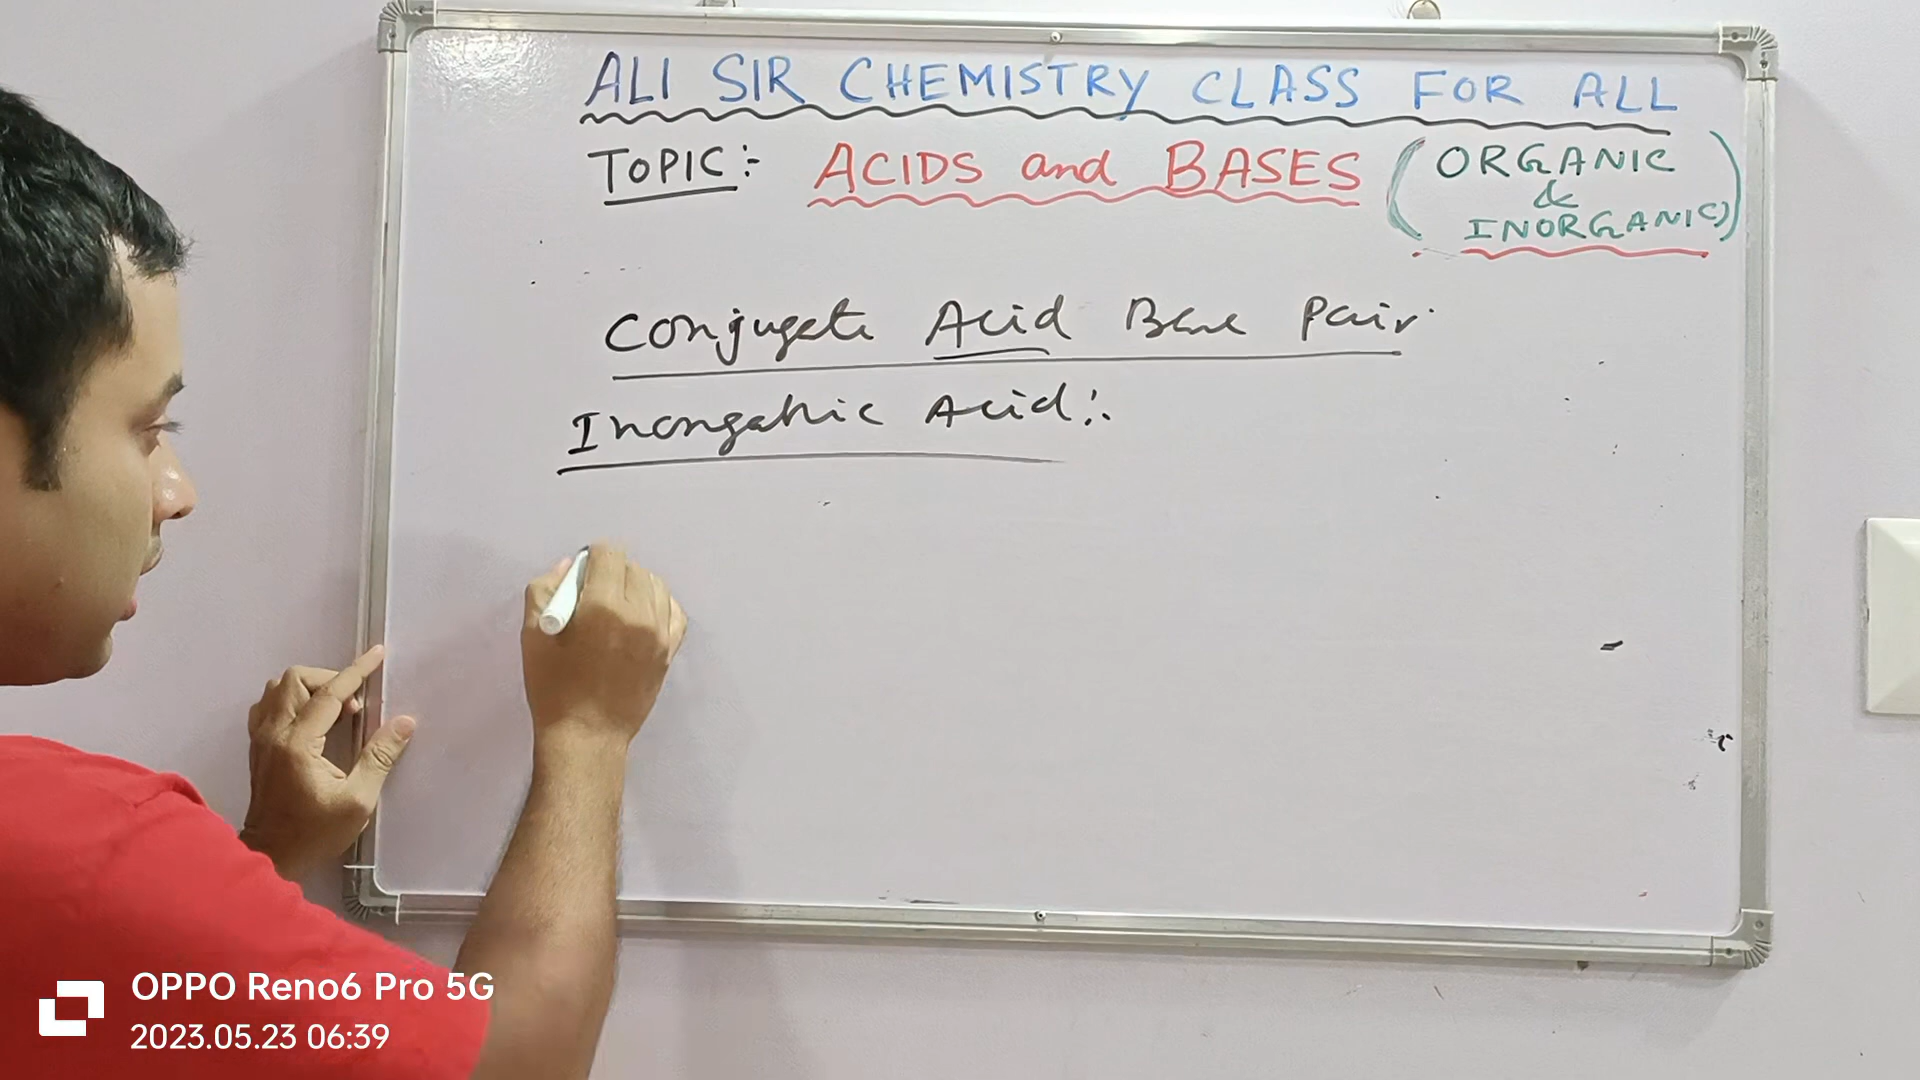 ALI SIR CHEMISTRY CLASS FOR ALL
TOPIC:- ACIDS and BASES (ORGANIC
&
INORGANIC)
Conjugate Acid Base Pair.
Inorganic Acid:-
OPPO Reno6 Pro 5G
2023.05.23 06:39